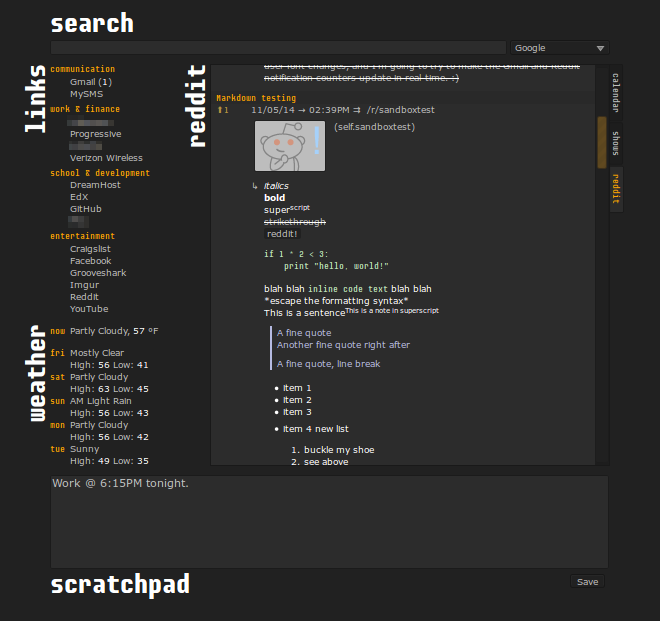 search
Google
links
communication
Gmail (1)
MySMS
work & finance
Progressive
Verizon Wireless
school & development
DreamHost
EdX
GitHub
entertainment
Craigslist
Facebook
Grooveshark
Imgur
Reddit
YouTube
weather
now Partly Cloudy, 57 ºF
fri Mostly Clear
High: 56 Low: 41
sat Partly Cloudy
High: 63 Low: 45
sun AM Light Rain
High: 56 Low: 43
mon Partly Cloudy
High: 56 Low: 42
tue Sunny
High: 49 Low: 35
reddit
user font changes, and I'm going to try to make the Gmail and Reddit
notification counters update in real time. :)
Markdown testing
⬆1 11/05/14 → 02:39PM ⇉ /r/sandboxtest
(self.sandboxtest)
↳ italics
bold
superscript
strikethrough
reddit!
if 1 * 2 < 3:
print "hello, world!"
blah blah inline code text blah blah
*escape the formatting syntax*
This is a sentenceThis is a note in superscript
A fine quote
Another fine quote right after
A fine quote, line break
• item 1
• item 2
• item 3
• item 4 new list
1. buckle my shoe
2. see above
calendar
shows
reddit
Work @ 6:15PM tonight.
scratchpad
Save